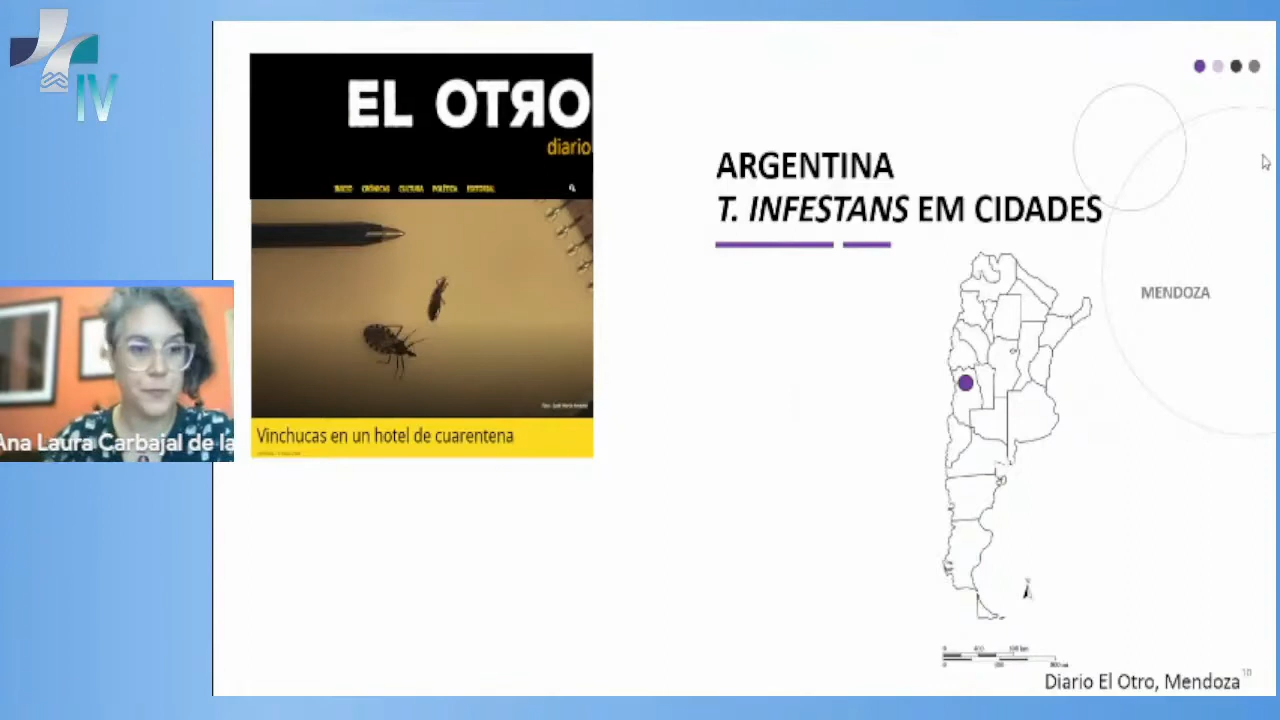 IV
EL OTRO
diario
INICIO CRÓNICAS CULTURA POLÍTICA EDITORIAL
Vinchucas en un hotel de cuarentena
ARGENTINA
T. INFESTANS EM CIDADES
MENDOZA
Ana Laura Carbajal de la
Diario El Otro, Mendoza
10